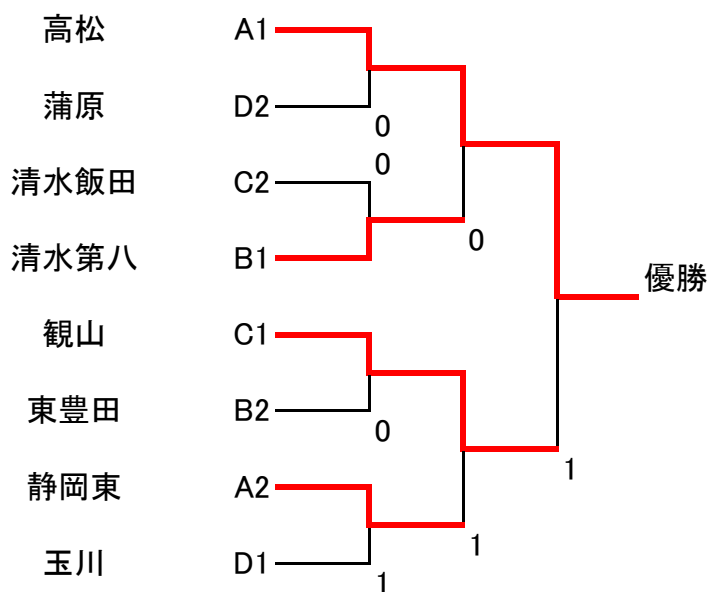 高松 A1
蒲原 D2
0
0
清水飯田 C2
清水第八 B1
0
優勝
観山 C1
東豊田 B2
0
1
静岡東 A2
1
玉川 D1
1